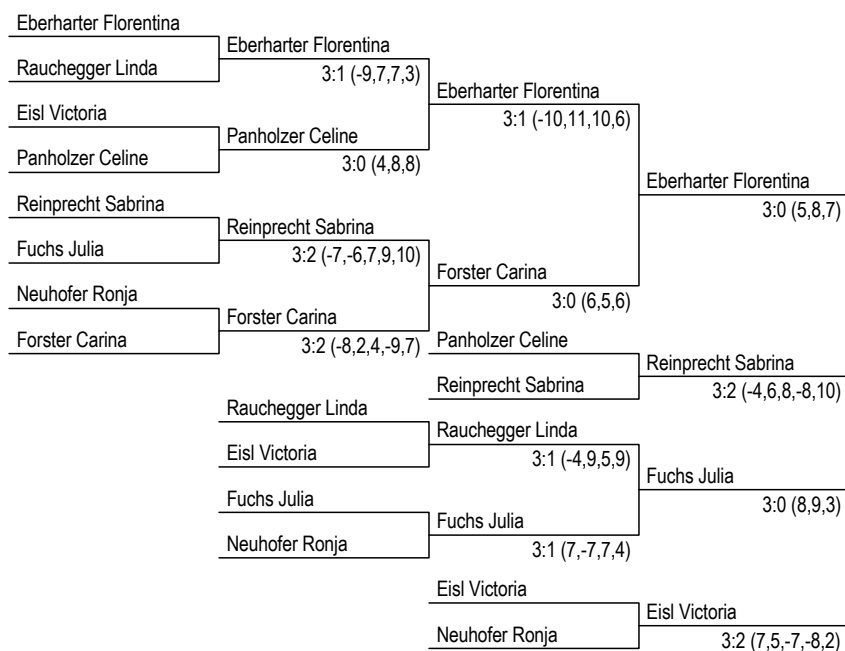 Eberharter Florentina
Eberharter Florentina
Rauchegger Linda
3:1 (-9,7,7,3)
Eberharter Florentina
Eisl Victoria
3:1 (-10,11,10,6)
Panholzer Celine
Panholzer Celine
3:0 (4,8,8)
Eberharter Florentina
Reinprecht Sabrina
3:0 (5,8,7)
Reinprecht Sabrina
Fuchs Julia
3:2 (-7,-6,7,9,10)
Forster Carina
Neuhofer Ronja
3:0 (6,5,6)
Forster Carina
Forster Carina
3:2 (-8,2,4,-9,7)
Panholzer Celine
Reinprecht Sabrina
Reinprecht Sabrina
3:2 (-4,6,8,-8,10)
Rauchegger Linda
Rauchegger Linda
Eisl Victoria
3:1 (-4,9,5,9)
Fuchs Julia
Fuchs Julia
3:0 (8,9,3)
Fuchs Julia
Neuhofer Ronja
3:1 (7,-7,7,4)
Eisl Victoria
Eisl Victoria
Neuhofer Ronja
3:2 (7,5,-7,-8,2)